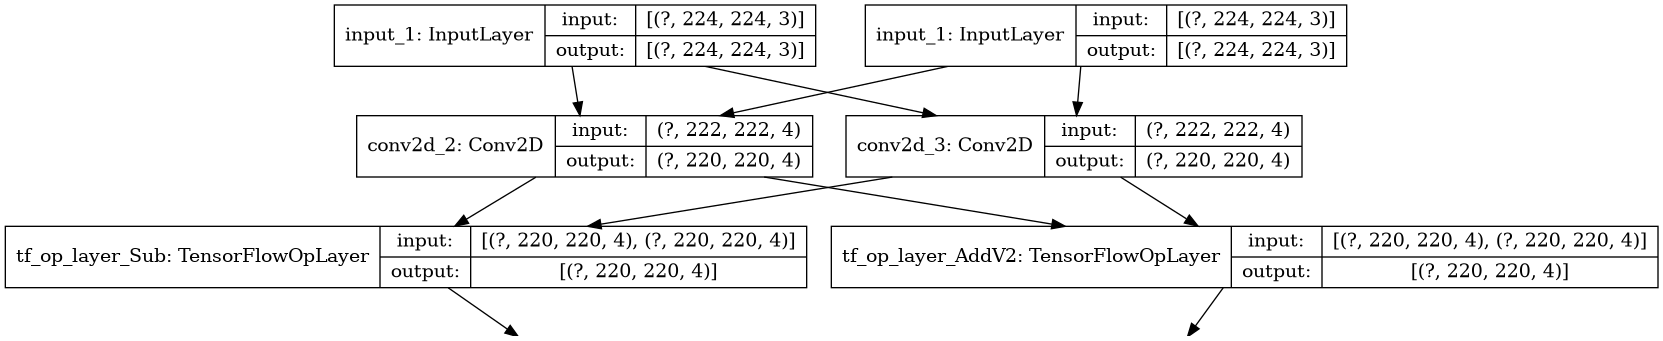 input_1: InputLayer
input:
[(?, 224, 224, 3)]
output:
[(?, 224, 224, 3)]
input_1: InputLayer
input:
[(?, 224, 224, 3)]
output:
[(?, 224, 224, 3)]
conv2d_2: Conv2D
input:
(?, 222, 222, 4)
output:
(?, 220, 220, 4)
conv2d_3: Conv2D
input:
(?, 222, 222, 4)
output:
(?, 220, 220, 4)
tf_op_layer_Sub: TensorFlowOpLayer
input:
[(?, 220, 220, 4), (?, 220, 220, 4)]
output:
[(?, 220, 220, 4)]
tf_op_layer_AddV2: TensorFlowOpLayer
input:
[(?, 220, 220, 4), (?, 220, 220, 4)]
output:
[(?, 220, 220, 4)]